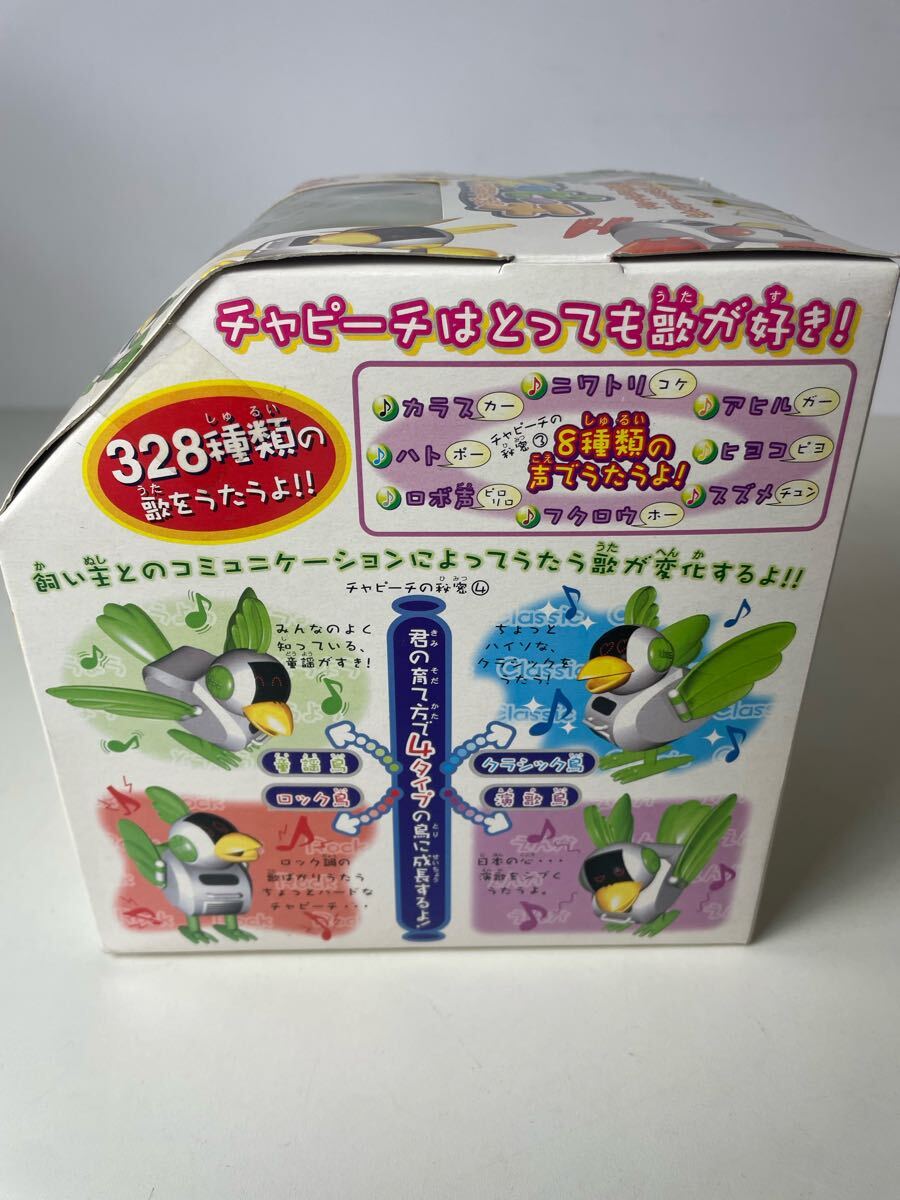 チャピーチはとっても歌が好き!
328種類の
歌をうたうよ!!
ニワトリ コケ
カラス カー
アヒル ガー
チャピーチの
秘密③
8種類の
声でうたうよ!
ハト ポー
ヒヨコ ピヨ
ロボ声 ピロリロ
スズメ チュン
フクロウ ホー
飼い主とのコミュニケーションによってうたう歌が変化するよ!!
チャピーチの秘密④
君の育て方で4タイプの鳥に成長するよ!
みんなのよく
知っている、
童謡がすき!
童謡鳥
Classic
ちょっと
ハイソな、
クラシックを
うたう!
クラシック鳥
ロック鳥
Rock
ロック調の
歌ばかりうたう
ちょっとハードな
チャピーチ・・・
演歌鳥
えんか
日本の心・・・
演歌をシブく
うたうよ。